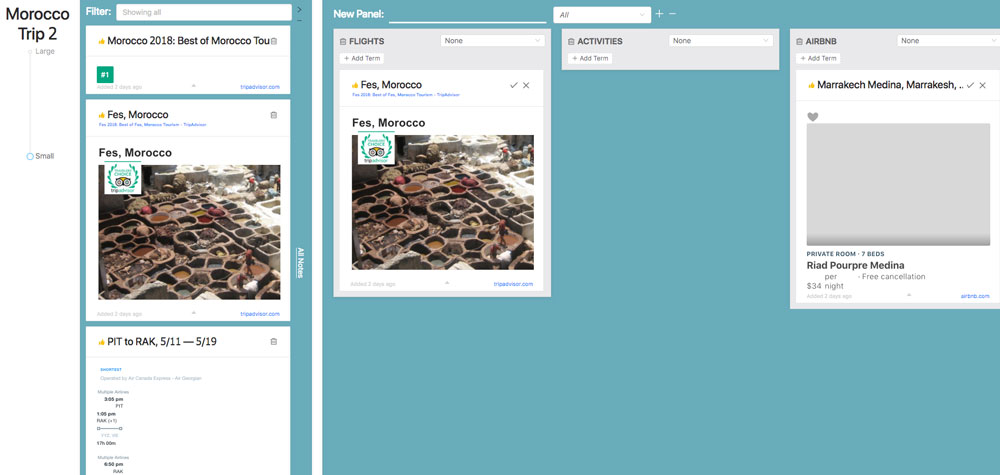 Morocco
Trip 2
Large
Small
Filter:
Showing all
Morocco 2018: Best of Morocco Tou
#1
Added 2 days ago
tripadvisor.com
Fes, Morocco
Fes 2018: Best of Fes, Morocco Tourism - TripAdvisor
Fes, Morocco
tripadvisor
Added 2 days ago
tripadvisor.com
PIT to RAK, 5/11 — 5/19
SHORTEST
Operated by Air Canada Express - Air Georgian
Multiple Airlines
3:05 pm
PIT
1:05 pm
RAK (+1)
17h 00m
Multiple Airlines
6:50 pm
RAK
All Notes
New Panel:
All
FLIGHTS
None
+ Add Term
Fes, Morocco
Fes 2018: Best of Fes, Morocco Tourism - TripAdvisor
Fes, Morocco
CHOICE
tripadvisor
Added 2 days ago
tripadvisor.com
ACTIVITIES
None
+ Add Term
AIRBNB
None
+ Add Term
Marrakech Medina, Marrakesh, ..
PRIVATE ROOM · 7 BEDS
Riad Pourpre Medina
per · Free cancellation
$34 night
Added 2 days ago
airbnb.com